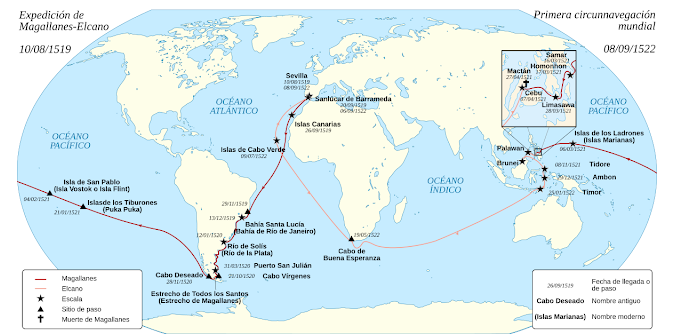 Expedición de
Magallanes-Elcano
10/08/1519
Primera circunnavegación
mundial
08/09/1522
Samar
16/03/1521
Homonhon
17/03/1521
Mactán
27/04/1521
Cebu
07/04/1521
Limasawa
28/03/1521
Sevilla
10/08/1519
08/09/1522
Sanlúcar de Barrameda
20/09/1519
06/09/1522
OCÉANO
ATLÁNTICO
OCÉANO
PACÍFICO
Islas Canarias
26/09/1519
OCÉANO
PACÍFICO
Islas de los Ladrones
(Islas Marianas)
06/03/1521
Islas de Cabo Verde
09/07/1522
Palawan
Brunei
08/11/1521
Tidore
29/12/1521
Ambon
25/01/1522
Timor
OCÉANO
ÍNDICO
Isla de San Pablo
(Isla Vostok o Isla Flint)
04/02/1521
Islasde los Tiburones
(Puka Puka)
21/01/1521
29/11/1519
13/12/1519
Bahía Santa Lucía
(Bahía de Río de Janeiro)
12/01/1520
Río de Solís
(Río de la Plata)
19/05/1522
Cabo de
Buena Esperanza
31/03/1520
Puerto San Julián
Cabo Deseado
28/11/1520
21/10/1520
Cabo Vírgenes
Estrecho de Todos los Santos
(Estrecho de Magallanes)
Magallanes
Elcano
Escala
Sitio de paso
Muerte de Magallanes
26/09/1519
Fecha de llegada o
de paso
Cabo Deseado
Nombre antiguo
(Islas Marianas)
Nombre moderno